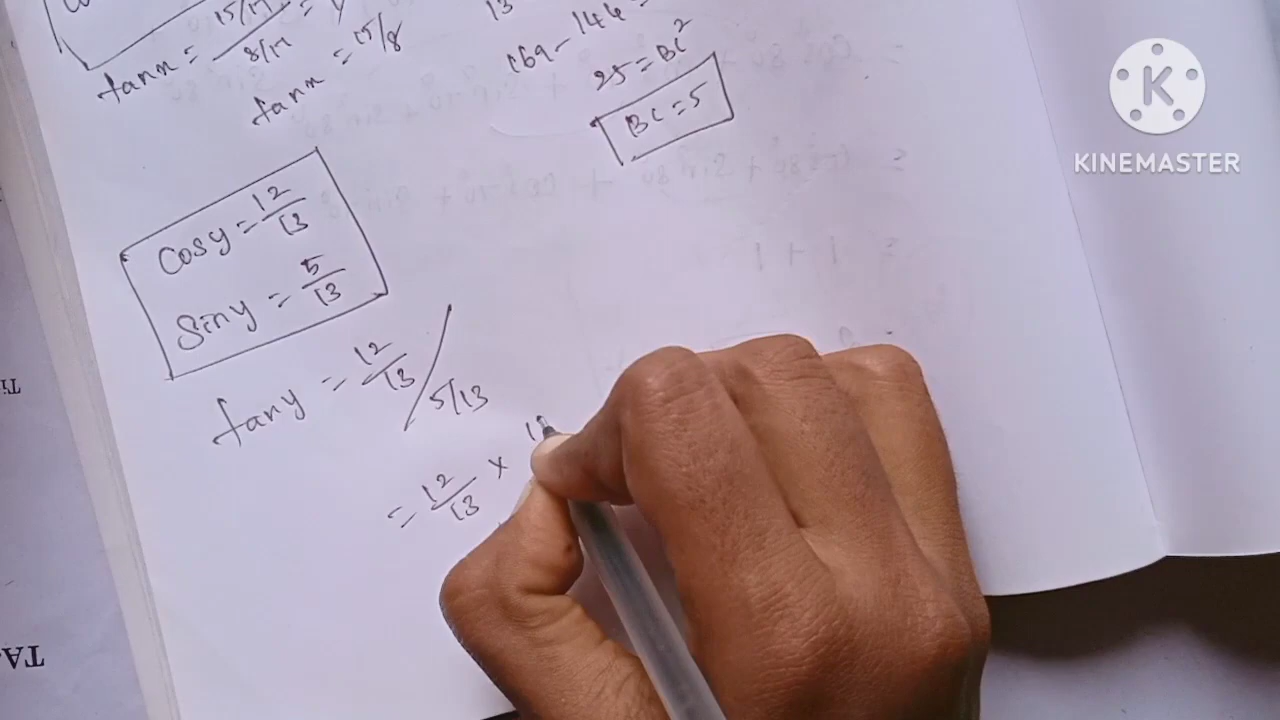 tanx = 15/17 / 8/17
tanx = 15/8
13
169 - 144 =
25 = BC²
BC = 5
cosy = 12/13
siny = 5/13
tany = 12/13 / 5/13
= 12/13 ×
K
KINEMASTER